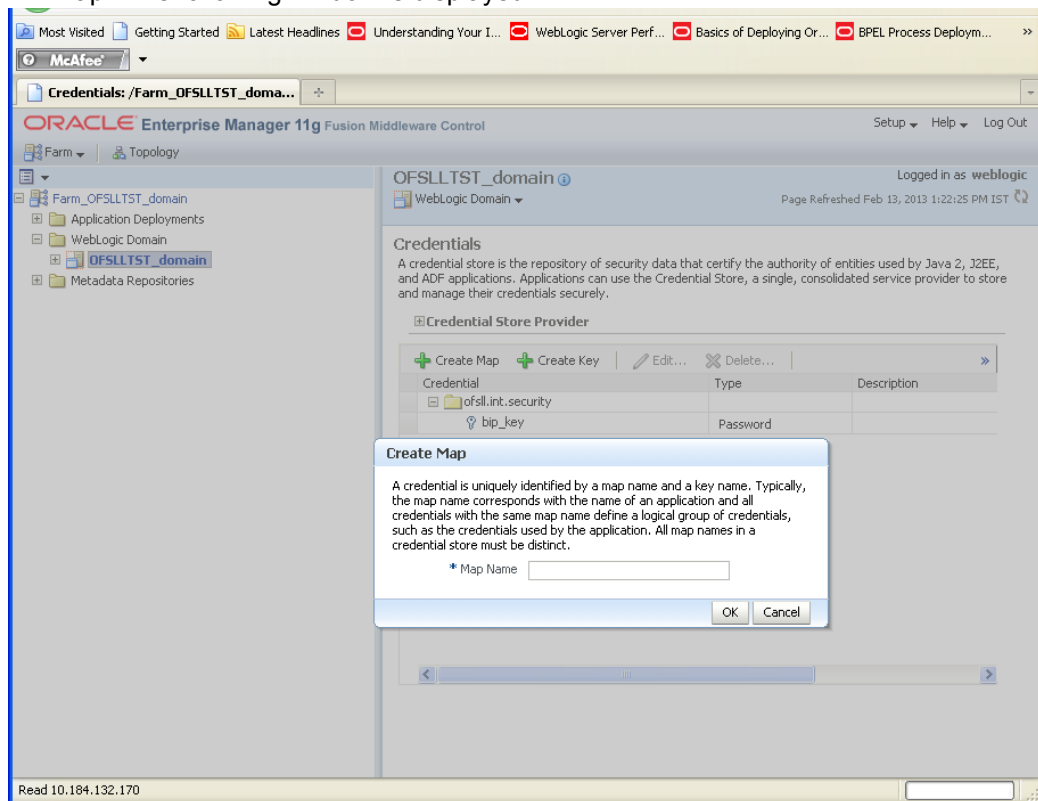 Most Visited Getting Started Latest Headlines Understanding Your I... WebLogic Server Perf... Basics of Deploying Or... BPEL Process Deploym... »
McAfee
Credentials: /Farm_OFSLLTST_doma...
ORACLE Enterprise Manager 11g Fusion Middleware Control Setup Help Log Out
Farm Topology
OFSLLTST_domain Logged in as weblogic
Farm_OFSLLTST_domain
WebLogic Domain Page Refreshed Feb 13, 2013 1:22:25 PM IST
Application Deployments
WebLogic Domain
OFSLLTST_domain
Metadata Repositories
Credentials
A credential store is the repository of security data that certify the authority of entities used by Java 2, J2EE,
and ADF applications. Applications can use the Credential Store, a single, consolidated service provider to store
and manage their credentials securely.
Credential Store Provider
Create Map Create Key Edit... Delete... »
Credential Type Description
ofsll.int.security
bip_key Password
Create Map
A credential is uniquely identified by a map name and a key name. Typically,
the map name corresponds with the name of an application and all
credentials with the same map name define a logical group of credentials,
such as the credentials used by the application. All map names in a
credential store must be distinct.
* Map Name
OK Cancel
Read 10.184.132.170